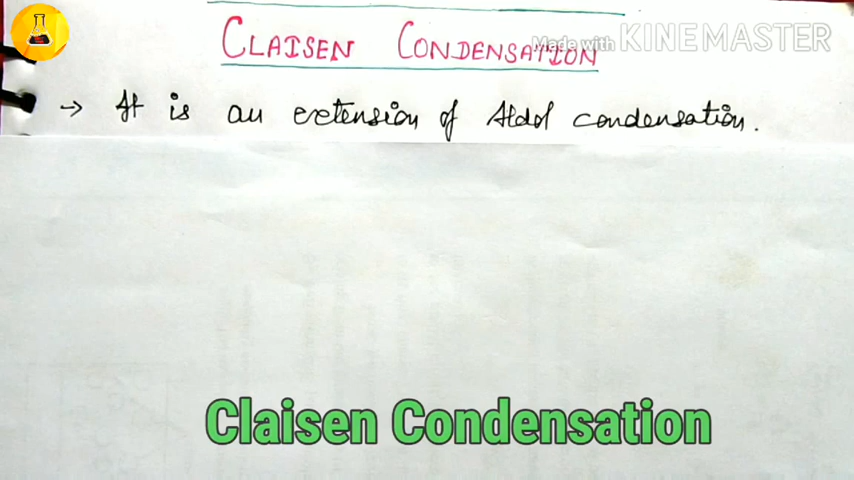 CLAISEN CONDENSATION
Made with KINEMASTER
→ It is an extension of Aldol condensation.
Claisen Condensation